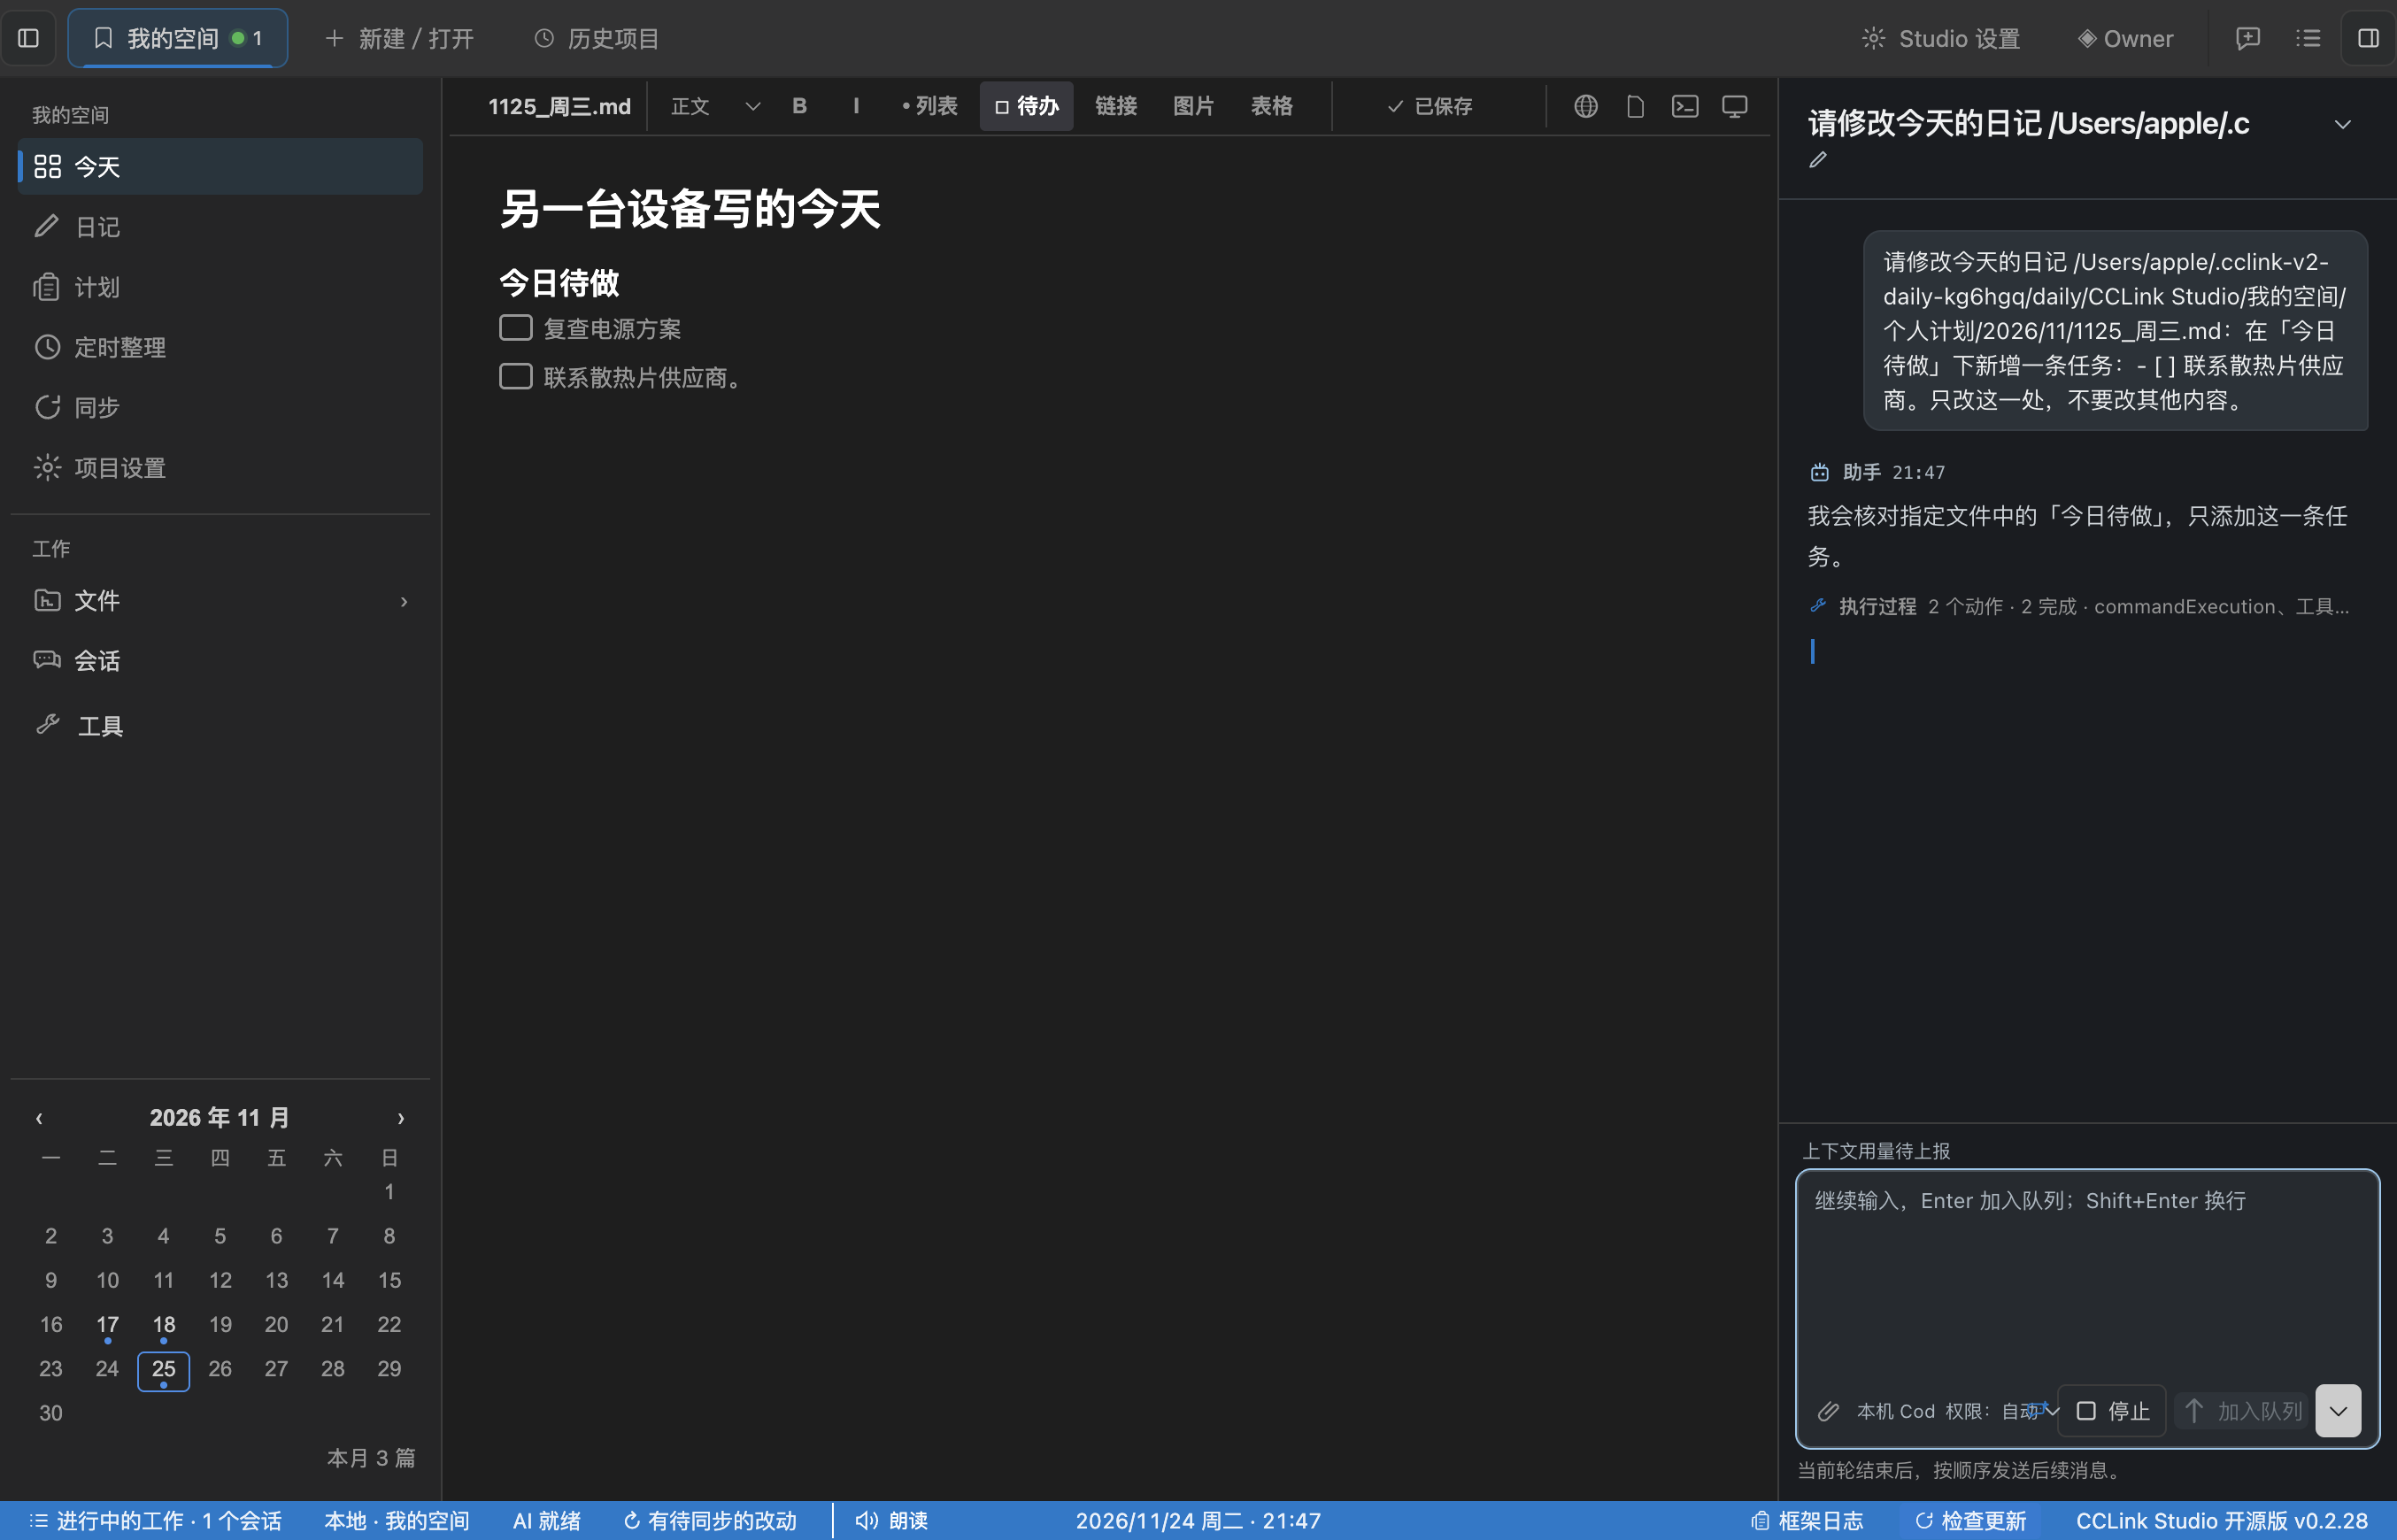 我的空间 1
新建 / 打开
历史项目
Studio 设置
Owner
我的空间
今天
日记
计划
定时整理
同步
项目设置
工作
文件
会话
工具
‹ 2026 年 11 月 ›
一 二 三 四 五 六 日
1
2 3 4 5 6 7 8
9 10 11 12 13 14 15
16 17 18 19 20 21 22
23 24 25 26 27 28 29
30
本月 3 篇
1125_周三.md 正文 B I • 列表 待办 链接 图片 表格 已保存
另一台设备写的今天
今日待做
复查电源方案
联系散热片供应商。
请修改今天的日记 /Users/apple/.c
请修改今天的日记 /Users/apple/.cclink-v2-
daily-kg6hgq/daily/CCLink Studio/我的空间/
个人计划/2026/11/1125_周三.md：在「今日
待做」下新增一条任务：- [ ] 联系散热片供应
商。只改这一处，不要改其他内容。
助手 21:47
我会核对指定文件中的「今日待做」，只添加这一条任
务。
执行过程 2 个动作 · 2 完成 · commandExecution、工具...
上下文用量待上报
继续输入，Enter 加入队列；Shift+Enter 换行
本机 Cod 权限：自动 停止 加入队列
当前轮结束后，按顺序发送后续消息。
进行中的工作 · 1 个会话 本地 · 我的空间 AI 就绪 有待同步的改动 朗读 2026/11/24 周二 · 21:47 框架日志 检查更新 CCLink Studio 开源版 v0.2.28